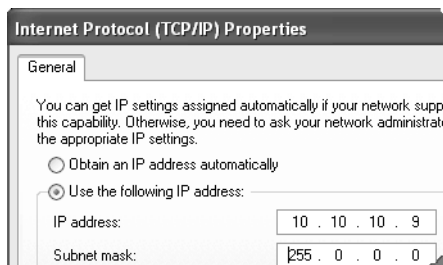 Internet Protocol (TCP/IP) Properties
General
You can get IP settings assigned automatically if your network supp
this capability. Otherwise, you need to ask your network administrat
the appropriate IP settings.
Obtain an IP address automatically
Use the following IP address:
IP address: 10 . 10 . 10 . 9
Subnet mask: 255 . 0 . 0 . 0